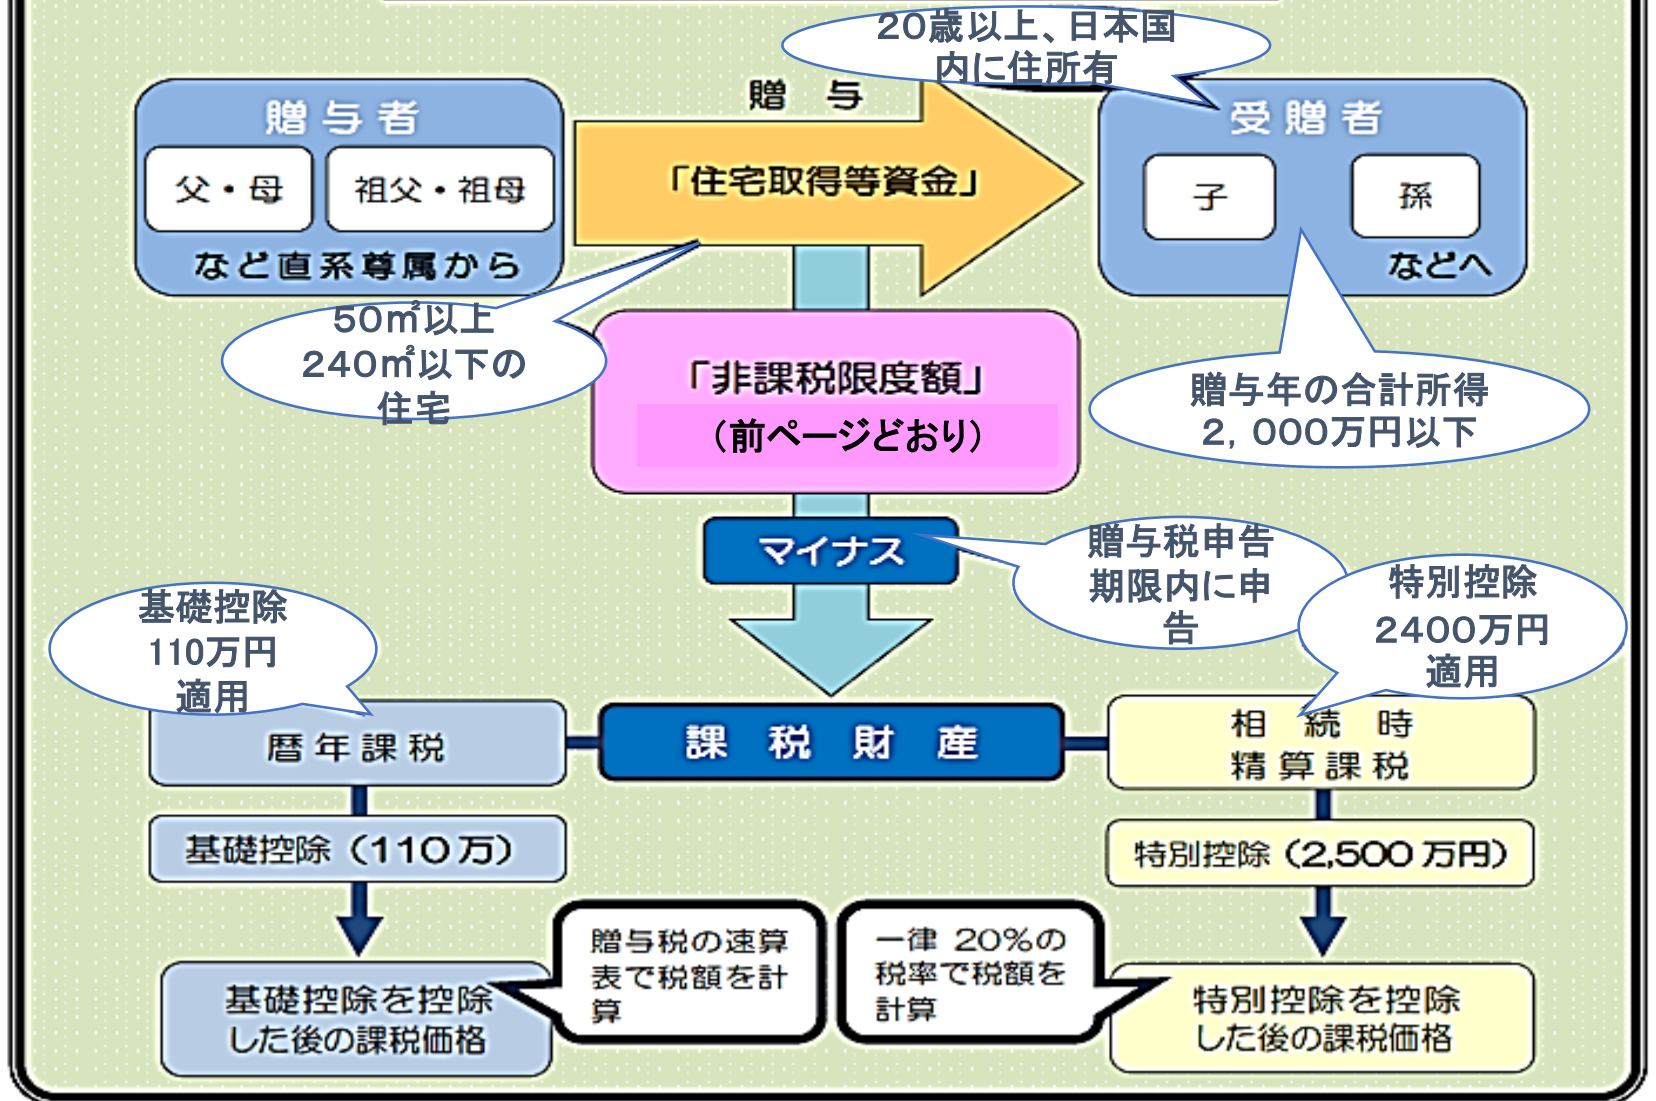 20歳以上、日本国
内に住所有
贈与者
父・母
祖父・祖母
など直系尊属から
贈 与
「住宅取得等資金」
受贈者
子
孫
などへ
50㎡以上
240㎡以下の
住宅
「非課税限度額」
（前ページどおり）
贈与年の合計所得
2，000万円以下
マイナス
贈与税申告
期限内に申
告
基礎控除
110万円
適用
特別控除
2400万円
適用
暦年課税
課税財産
相続時
精算課税
基礎控除（110万）
特別控除（2,500万円）
贈与税の速算
表で税額を計
算
一律 20％の
税率で税額を
計算
基礎控除を控除
した後の課税価格
特別控除を控除
した後の課税価格